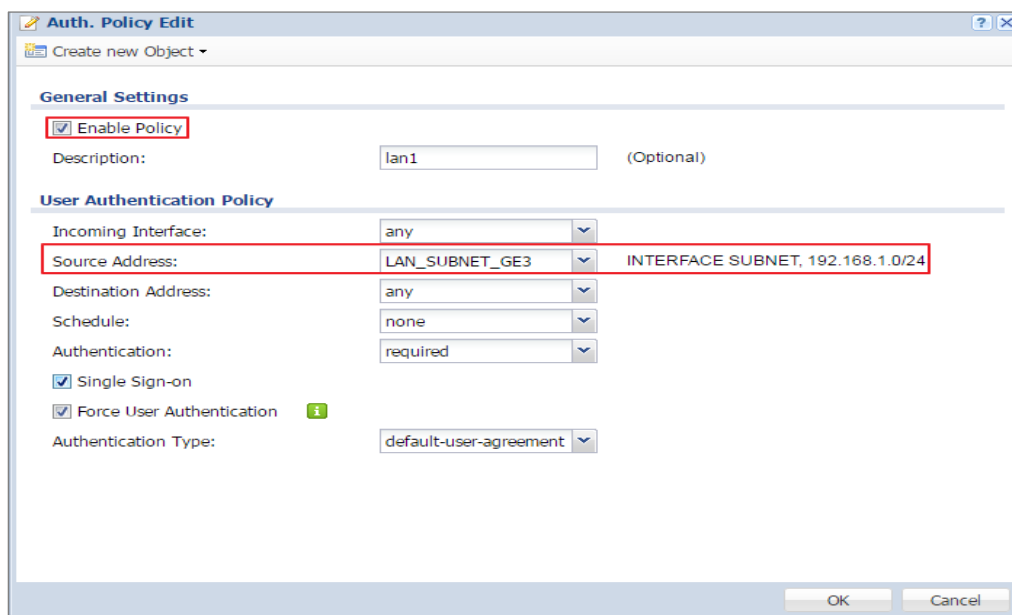 Auth. Policy Edit
Create new Object
General Settings
Enable Policy
Description: lan1 (Optional)
User Authentication Policy
Incoming Interface: any
Source Address: LAN_SUBNET_GE3 INTERFACE SUBNET, 192.168.1.0/24
Destination Address: any
Schedule: none
Authentication: required
Single Sign-on
Force User Authentication
Authentication Type: default-user-agreement
OK Cancel